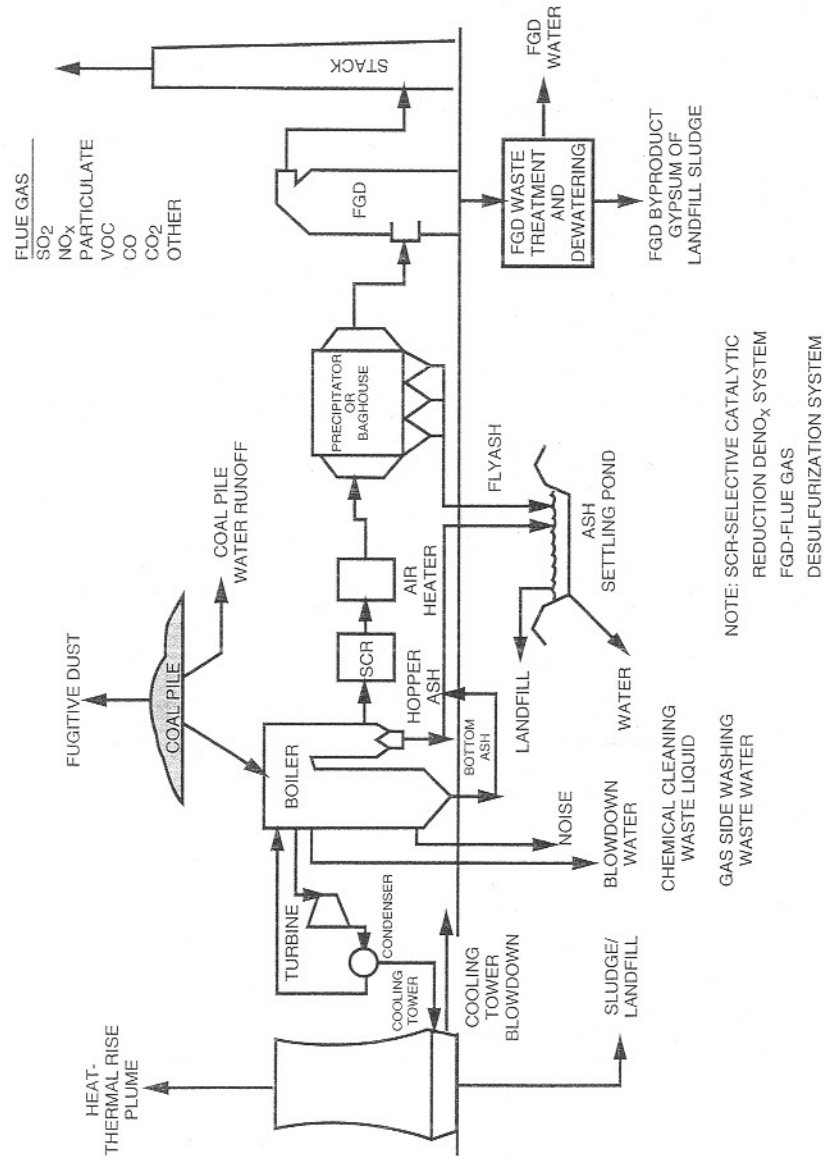 HEAT-
THERMAL RISE
PLUME
FUGITIVE DUST
COAL PILE
COAL PILE
WATER RUNOFF
FLUE GAS
SO2
NOX
PARTICULATE
VOC
CO
CO2
OTHER
TURBINE
CONDENSER
COOLING
TOWER
BOILER
SCR
AIR
HEATER
PRECIPITATOR
OR
BAGHOUSE
FGD
STACK
COOLING
TOWER
BLOWDOWN
BOTTOM
ASH
HOPPER
ASH
FLYASH
ASH
SETTLING POND
LANDFILL
WATER
NOISE
BLOWDOWN
WATER
CHEMICAL CLEANING
WASTE LIQUID
GAS SIDE WASHING
WASTE WATER
SLUDGE/
LANDFILL
FGD WASTE
TREATMENT
AND
DEWATERING
FGD
WATER
FGD BYPRODUCT
GYPSUM OF
LANDFILL SLUDGE
NOTE: SCR-SELECTIVE CATALYTIC
REDUCTION DENOX SYSTEM
FGD-FLUE GAS
DESULFURIZATION SYSTEM